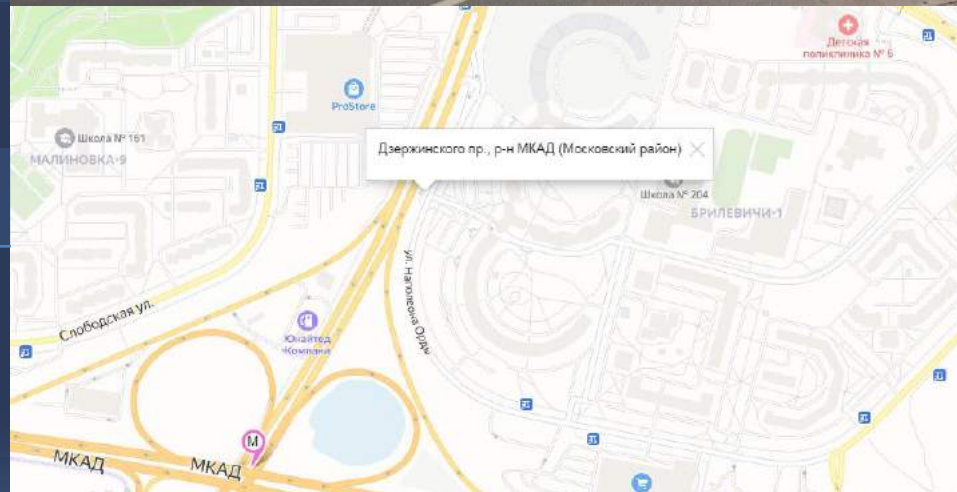 Детская
поликлиника № 6
ProStore
Школа № 161
МАЛИНОВКА-9
Дзержинского пр., р-н МКАД (Московский район)
Школа № 204
БРИЛЕВИЧИ-1
ул. Наполеона Орды
Слободская ул.
Юнайтед
Компани
М
МКАД
МКАД